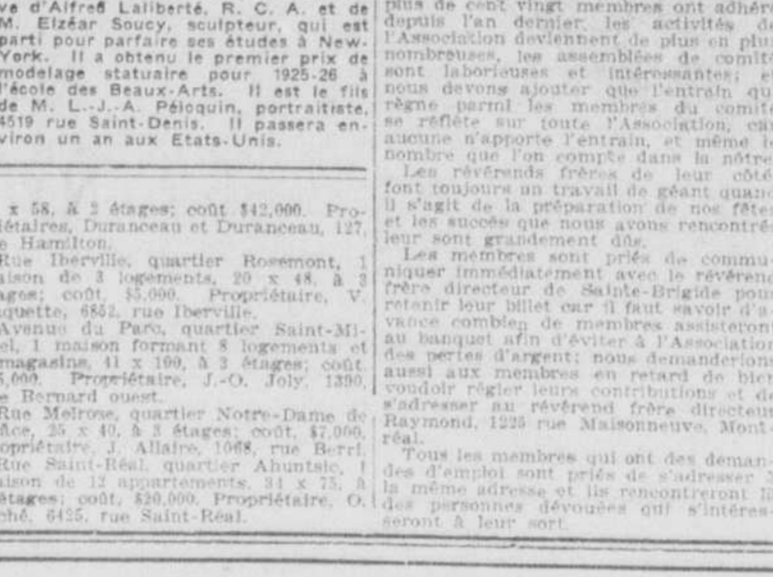 ve d'Alfred Laliberté, R. C. A. et de
M. Elzéar Soucy, sculpteur, qui est
parti pour parfaire ses études à New-
York. Il a obtenu le premier prix de
modelage statuaire pour 1925-26 à
l'école des Beaux-Arts. Il est le fils
de M. L.-J.-A. Péloquin, portraitiste,
4519 rue Saint-Denis. Il passera en-
viron un an aux Etats-Unis.
x 58, à 2 étages; coût $42,000. Pro-
iétaires, Duranceau et Duranceau, 127,
e Hamilton.
Rue Iberville, quartier Rosemont, 1
aison de 3 logements, 20 x 48, à 3
ages; coût, $5,000. Propriétaire, V.
quette, 6852, rue Iberville.
Avenue du Parc, quartier Saint-Mi-
el, 1 maison formant 8 logements et
magasins, 41 x 100, à 3 étages; coût,
5,000. Propriétaire, J.-O. Joly, 1390,
e Bernard ouest.
Rue Melrose, quartier Notre-Dame de
âce, 25 x 40, à 3 étages; coût, $7,000,
opriétaire, J. Allaire, 1068, rue Berri.
Rue Saint-Réal, quartier Ahuntsic, 1
aison de 12 appartements, 34 x 75, à
étages; coût, $20,000. Propriétaire, O.
ché, 6425, rue Saint-Réal.
plus de cent vingt membres ont adhéré
depuis l'an dernier, les activités de
l'Association deviennent de plus en plus
nombreuses, les assemblées de comité
sont laborieuses et intéressantes; e
nous devons ajouter que l'entrain qu
règne parmi les membres du comité
se reflète sur toute l'Association, car
aucune n'apporte l'entrain, et même le
nombre que l'on compte dans la nôtre
Les révérends frères de leur côté
font toujours un travail de géant quand
il s'agit de la préparation de nos fêtes
et les succès que nous avons rencontrés
leur sont grandement dûs.
Les membres sont priés de commu-
niquer immédiatement avec le révérend
frère directeur de Sainte-Brigide pour
retenir leur billet car il faut savoir d'a-
vance combien de membres assisteront
au banquet afin d'éviter à l'Association
des pertes d'argent; nous demanderions
aussi aux membres en retard de bien
voudoir régler leurs contributions et de
s'adresser au révérend frère directeur
Raymond, 1225 rue Maisonneuve, Mont-
réal.
Tous les membres qui ont des deman-
des d'emploi sont priés de s'adresser à
la même adresse et ils rencontreront là
des personnes dévouées qui s'intéres-
seront à leur sort.